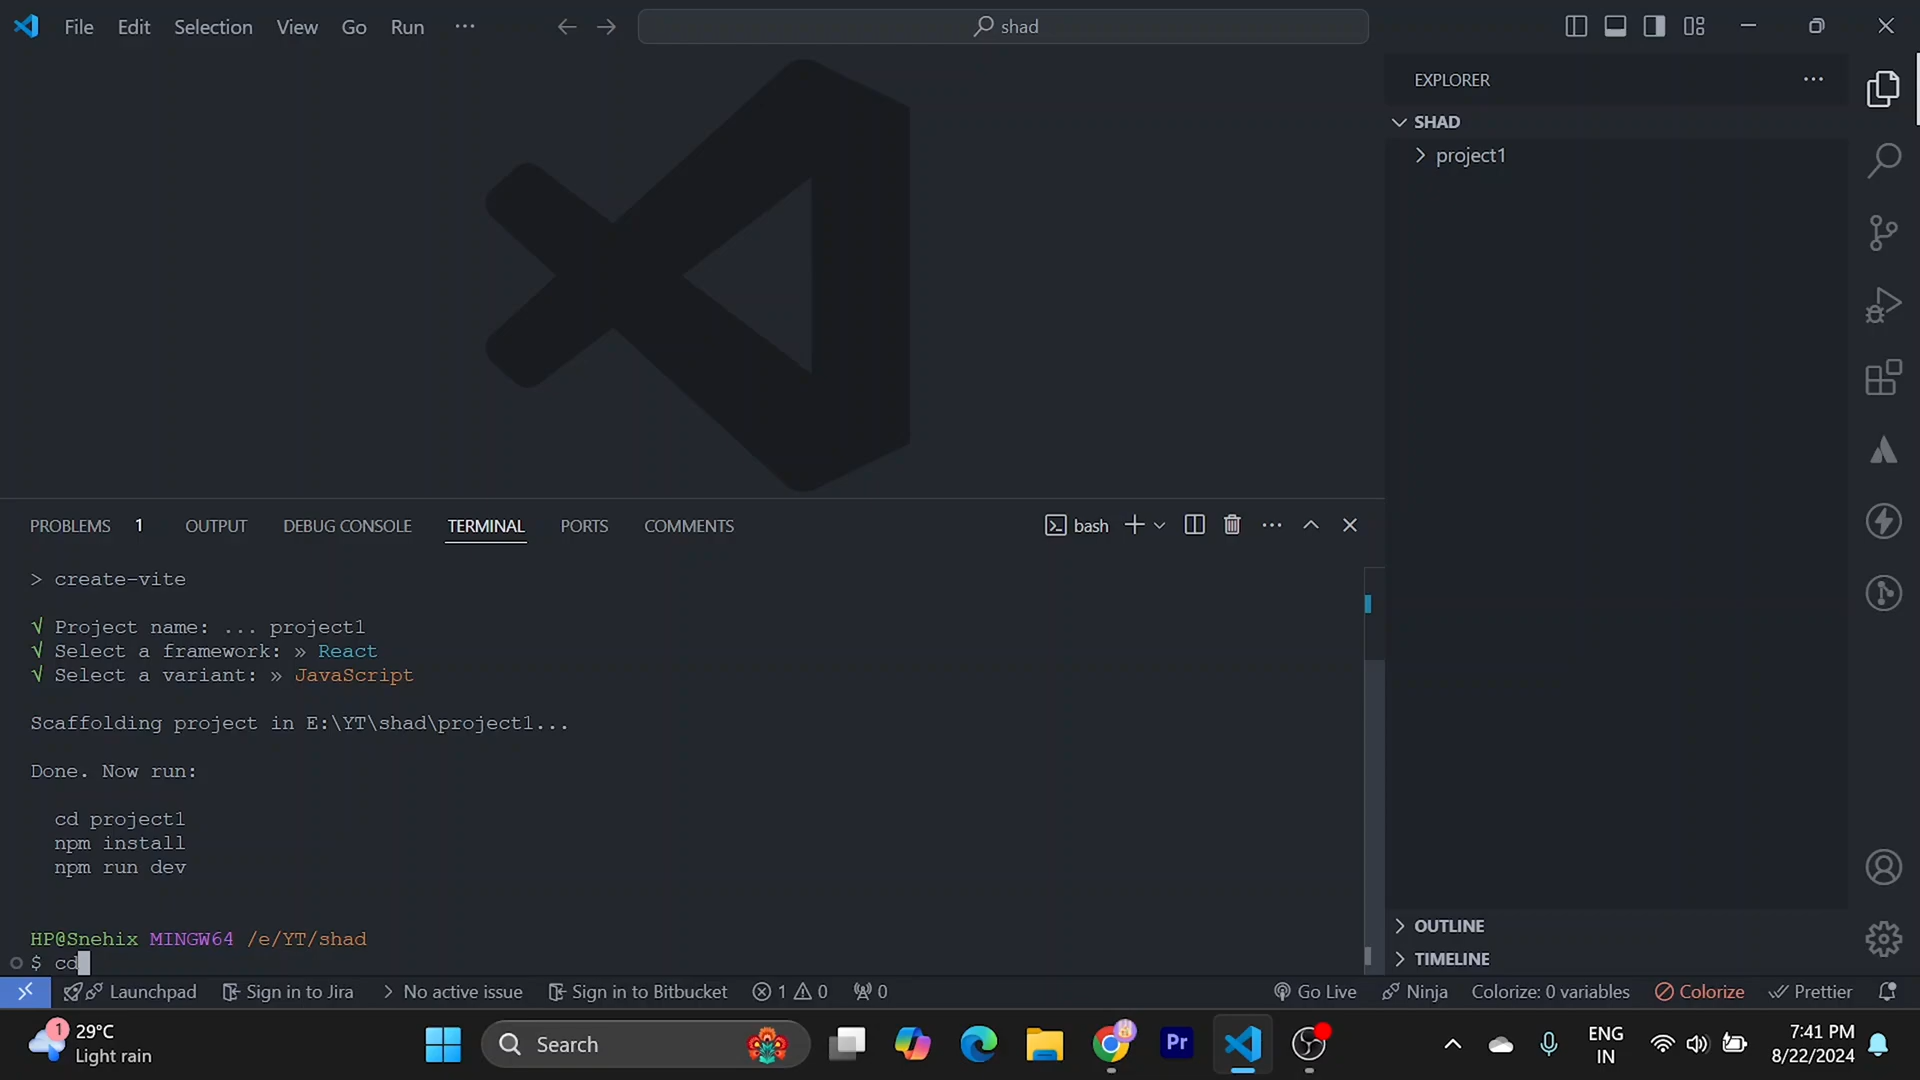 File Edit Selection View Go Run ···
shad
EXPLORER ···
SHAD
project1
PROBLEMS 1 OUTPUT DEBUG CONSOLE TERMINAL PORTS COMMENTS
bash
> create-vite
√ Project name: ... project1
√ Select a framework: » React
√ Select a variant: » JavaScript
Scaffolding project in E:\YT\shad\project1...
Done. Now run:
cd project1
npm install
npm run dev
HP@Snehix MINGW64 /e/YT/shad
$ cd
OUTLINE
TIMELINE
Launchpad Sign in to Jira No active issue Sign in to Bitbucket 1 0 0 Go Live Ninja Colorize: 0 variables Colorize Prettier
1
29°C
Light rain
Search
Pr
ENG
IN
7:41 PM
8/22/2024